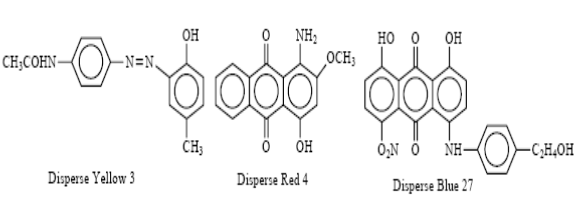 CH₃COHN
N=N
OH
CH₃
Disperse Yellow 3
O
NH₂
OCH₃
O
OH
Disperse Red 4
HO
O
OH
O₂N
O
NH
C₂H₄OH
Disperse Blue 27